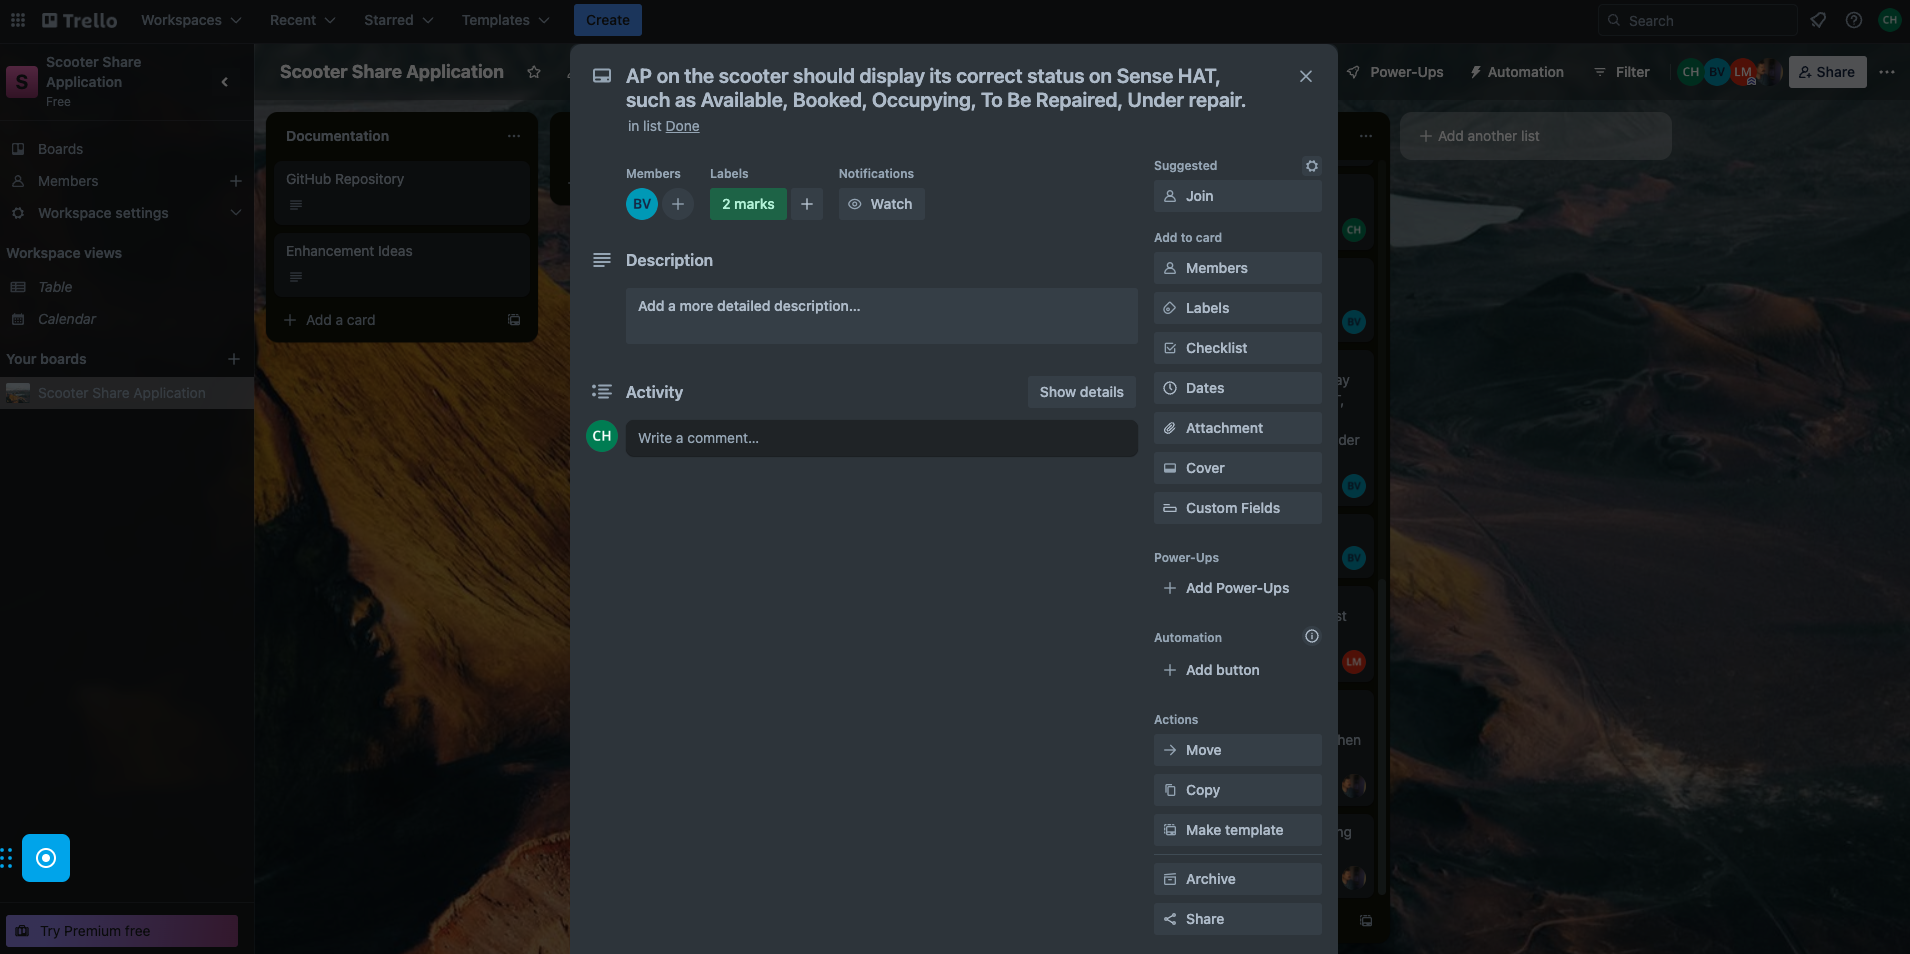 Trello
Workspaces
Recent
Starred
Templates
Create
Search
CH
S
Scooter Share
Application
Free
Boards
Members
Workspace settings
Workspace views
Table
Calendar
Your boards
Scooter Share Application
Try Premium free
Scooter Share Application
Power-Ups
Automation
Filter
CH
BV
LM
Share
Documentation
GitHub Repository
Enhancement Ideas
Add a card
AP on the scooter should display its correct status on Sense HAT,
such as Available, Booked, Occupying, To Be Repaired, Under repair.
in list Done
Members
Labels
Notifications
BV
2 marks
Watch
Description
Add a more detailed description...
Activity
Show details
CH
Write a comment...
Suggested
Join
Add to card
Members
Labels
Checklist
Dates
Attachment
Cover
Custom Fields
Power-Ups
Add Power-Ups
Automation
Add button
Actions
Move
Copy
Make template
Archive
Share
Add another list
CH
BV
BV
BV
LM